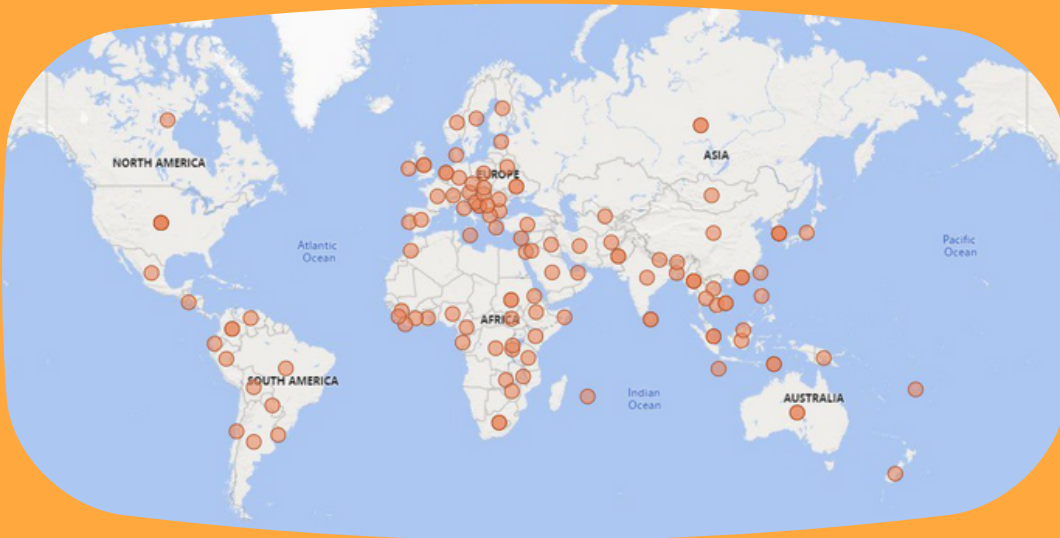 NORTH AMERICA
EUROPE
ASIA
Atlantic
Ocean
Pacific
Ocean
AFRICA
SOUTH AMERICA
Indian
Ocean
AUSTRALIA